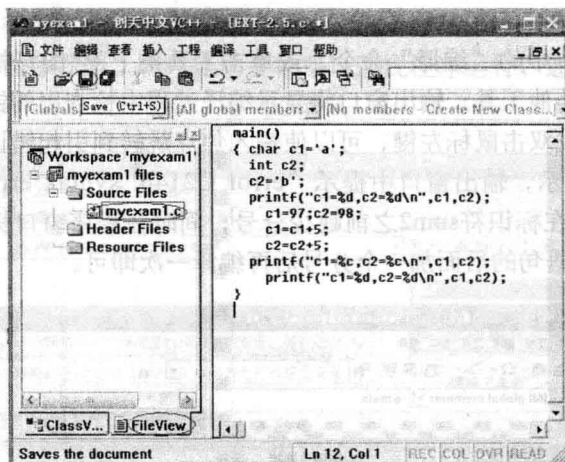 myexam1 - 创天中文VC++ - [EXT-2.5.c *]
文件 编辑 查看 插入 工程 编译 工具 窗口 帮助
(Globals
Save (Ctrl+S)
(All global members
(No members - Create New Class...
Workspace 'myexam1'
myexam1 files
Source Files
myexam1.c
Header Files
Resource Files
ClassV...
FileView
main()
{ char c1='a';
int c2;
c2='b';
printf("c1=%d,c2=%d\n",c1,c2);
c1=97;c2=98;
c1=c1+5;
c2=c2+5;
printf("c1=%c,c2=%c\n",c1,c2);
printf("c1=%d,c2=%d\n",c1,c2);
}
Saves the document
Ln 12, Col 1
REC COL OVR READ